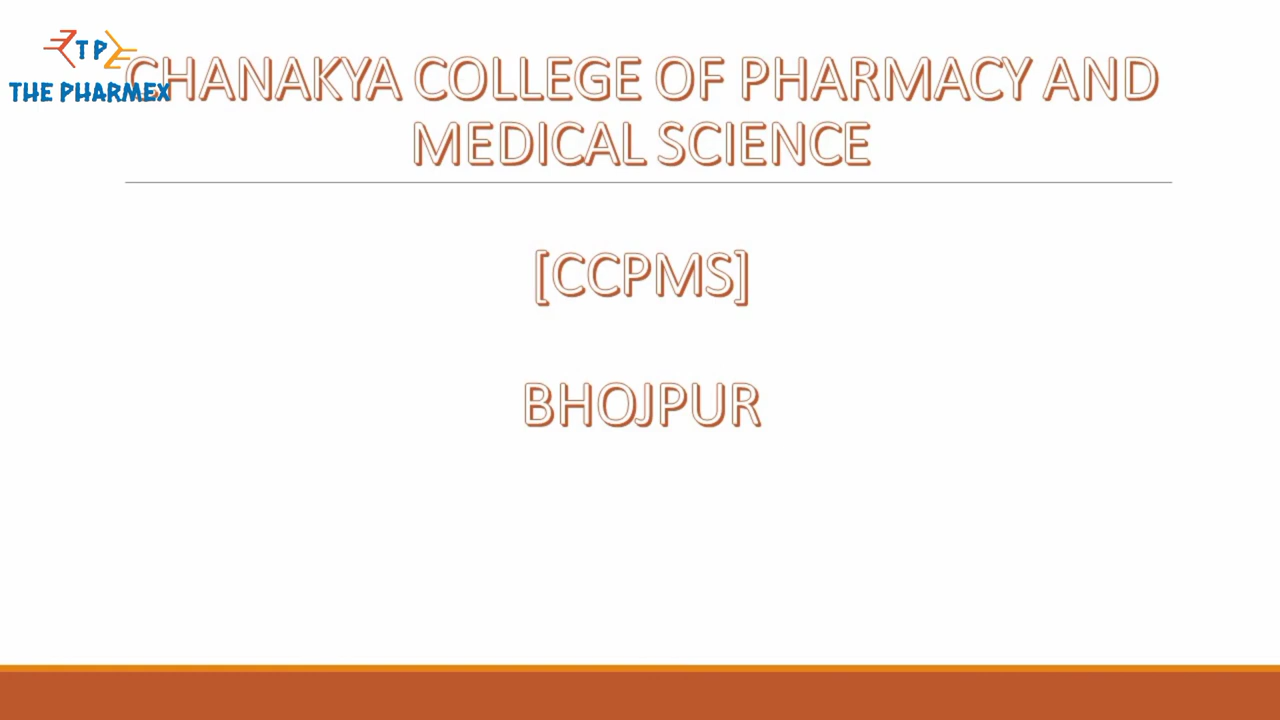 TP
THE PHARMEX
CHANAKYA COLLEGE OF PHARMACY AND
MEDICAL SCIENCE
[CCPMS]
BHOJPUR